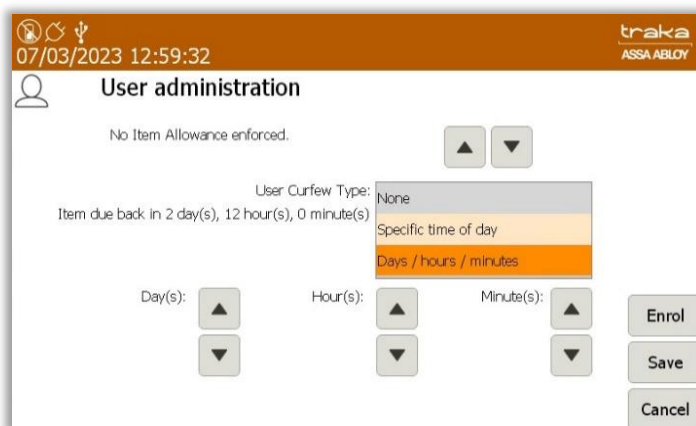 traka
07/03/2023 12:59:32
ASSA ABLOY
User administration
No Item Allowance enforced.
User Curfew Type:
None
Item due back in 2 day(s), 12 hour(s), 0 minute(s)
Specific time of day
Days / hours / minutes
Day(s):
Hour(s):
Minute(s):
Enrol
Save
Cancel